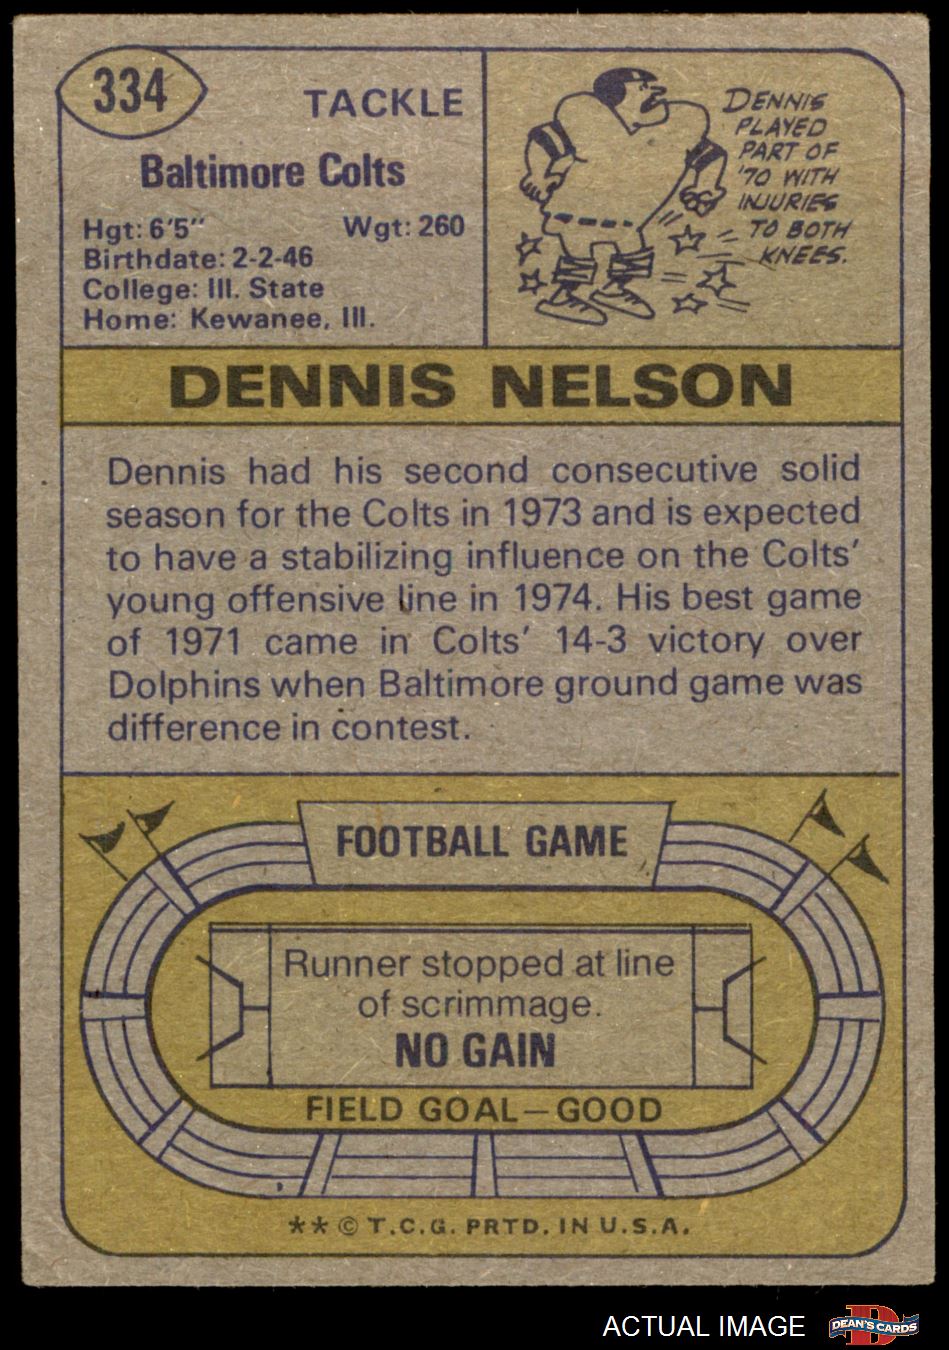 334
TACKLE
Baltimore Colts
Hgt: 6'5" Wgt: 260
Birthdate: 2-2-46
College: Ill. State
Home: Kewanee, Ill.
DENNIS
PLAYED
PART OF
'70 WITH
INJURIES
TO BOTH
KNEES.
DENNIS NELSON
Dennis had his second consecutive solid
season for the Colts in 1973 and is expected
to have a stabilizing influence on the Colts'
young offensive line in 1974. His best game
of 1971 came in Colts' 14-3 victory over
Dolphins when Baltimore ground game was
difference in contest.
FOOTBALL GAME
Runner stopped at line
of scrimmage.
NO GAIN
FIELD GOAL—GOOD
**© T.C.G. PRTD. IN U.S.A.
ACTUAL IMAGE
DEAN'S CARDS